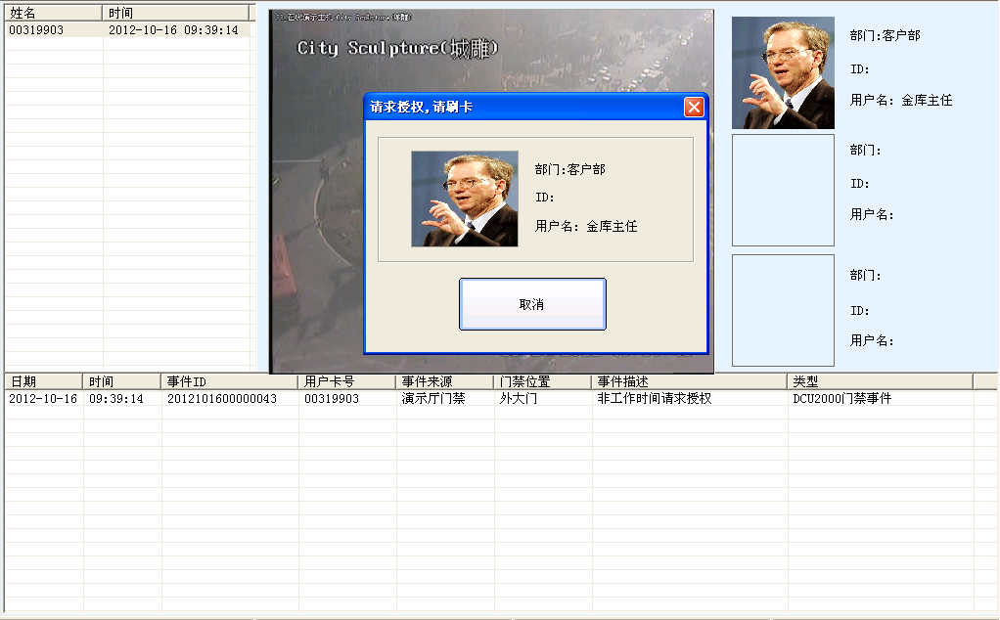 姓名 时间
00319903 2012-10-16 09:39:14
City Sculpture(城雕)
请求授权,请刷卡
部门:客户部
ID:
用户名: 金库主任
取消
部门:客户部
ID:
用户名: 金库主任
部门:
ID:
用户名:
部门:
ID:
用户名:
日期 时间 事件ID 用户卡号 事件来源 门禁位置 事件描述 类型
2012-10-16 09:39:14 2012101600000043 00319903 演示厅门禁 外大门 非工作时间请求授权 DCU2000门禁事件